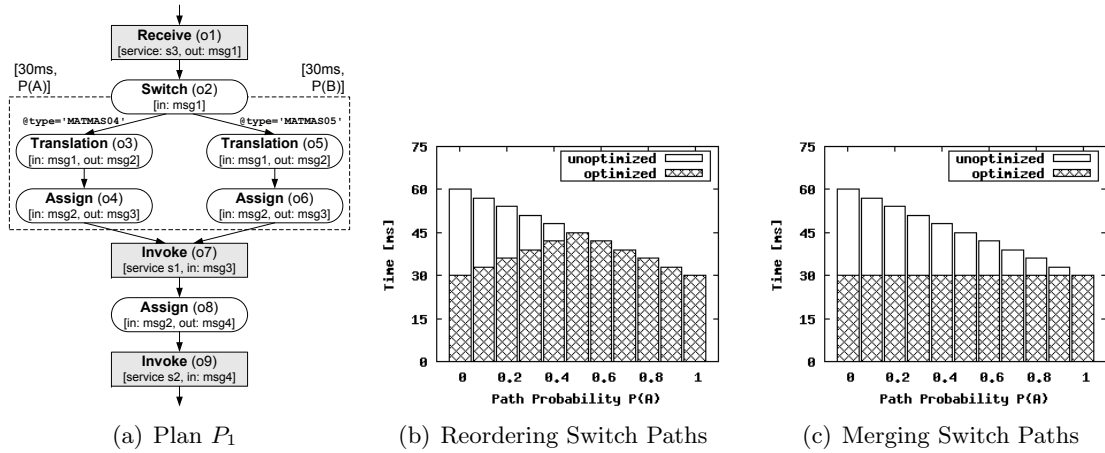 Receive (o1)
[service: s3, out: msg1]
[30ms,
P(A)]
[30ms,
P(B)]
Switch (o2)
[in: msg1]
@type='MATMAS04'
@type='MATMAS05'
Translation (o3)
[in: msg1, out: msg2]
Translation (o5)
[in: msg1, out: msg2]
Assign (o4)
[in: msg2, out: msg3]
Assign (o6)
[in: msg2, out: msg3]
Invoke (o7)
[service s1, in: msg3]
Assign (o8)
[in: msg2, out: msg4]
Invoke (o9)
[service s2, in: msg4]
(a) Plan P1
75
60
45
30
15
0
Time [ms]
unoptimized
optimized
0 0.2 0.4 0.6 0.8 1
Path Probability P(A)
(b) Reordering Switch Paths
75
60
45
30
15
0
Time [ms]
unoptimized
optimized
0 0.2 0.4 0.6 0.8 1
Path Probability P(A)
(c) Merging Switch Paths